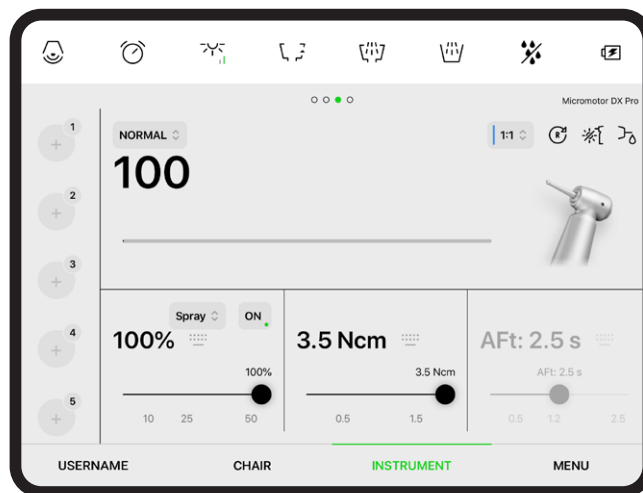 Micromotor DX Pro
1
2
3
4
5
NORMAL
1:1
R
100
Spray
ON
100%
100%
10 25 50
3.5 Ncm
3.5 Ncm
0.5 1.5
AFt: 2.5 s
AFt: 2.5 s
0.5 1.2 2.5
USERNAME CHAIR INSTRUMENT MENU